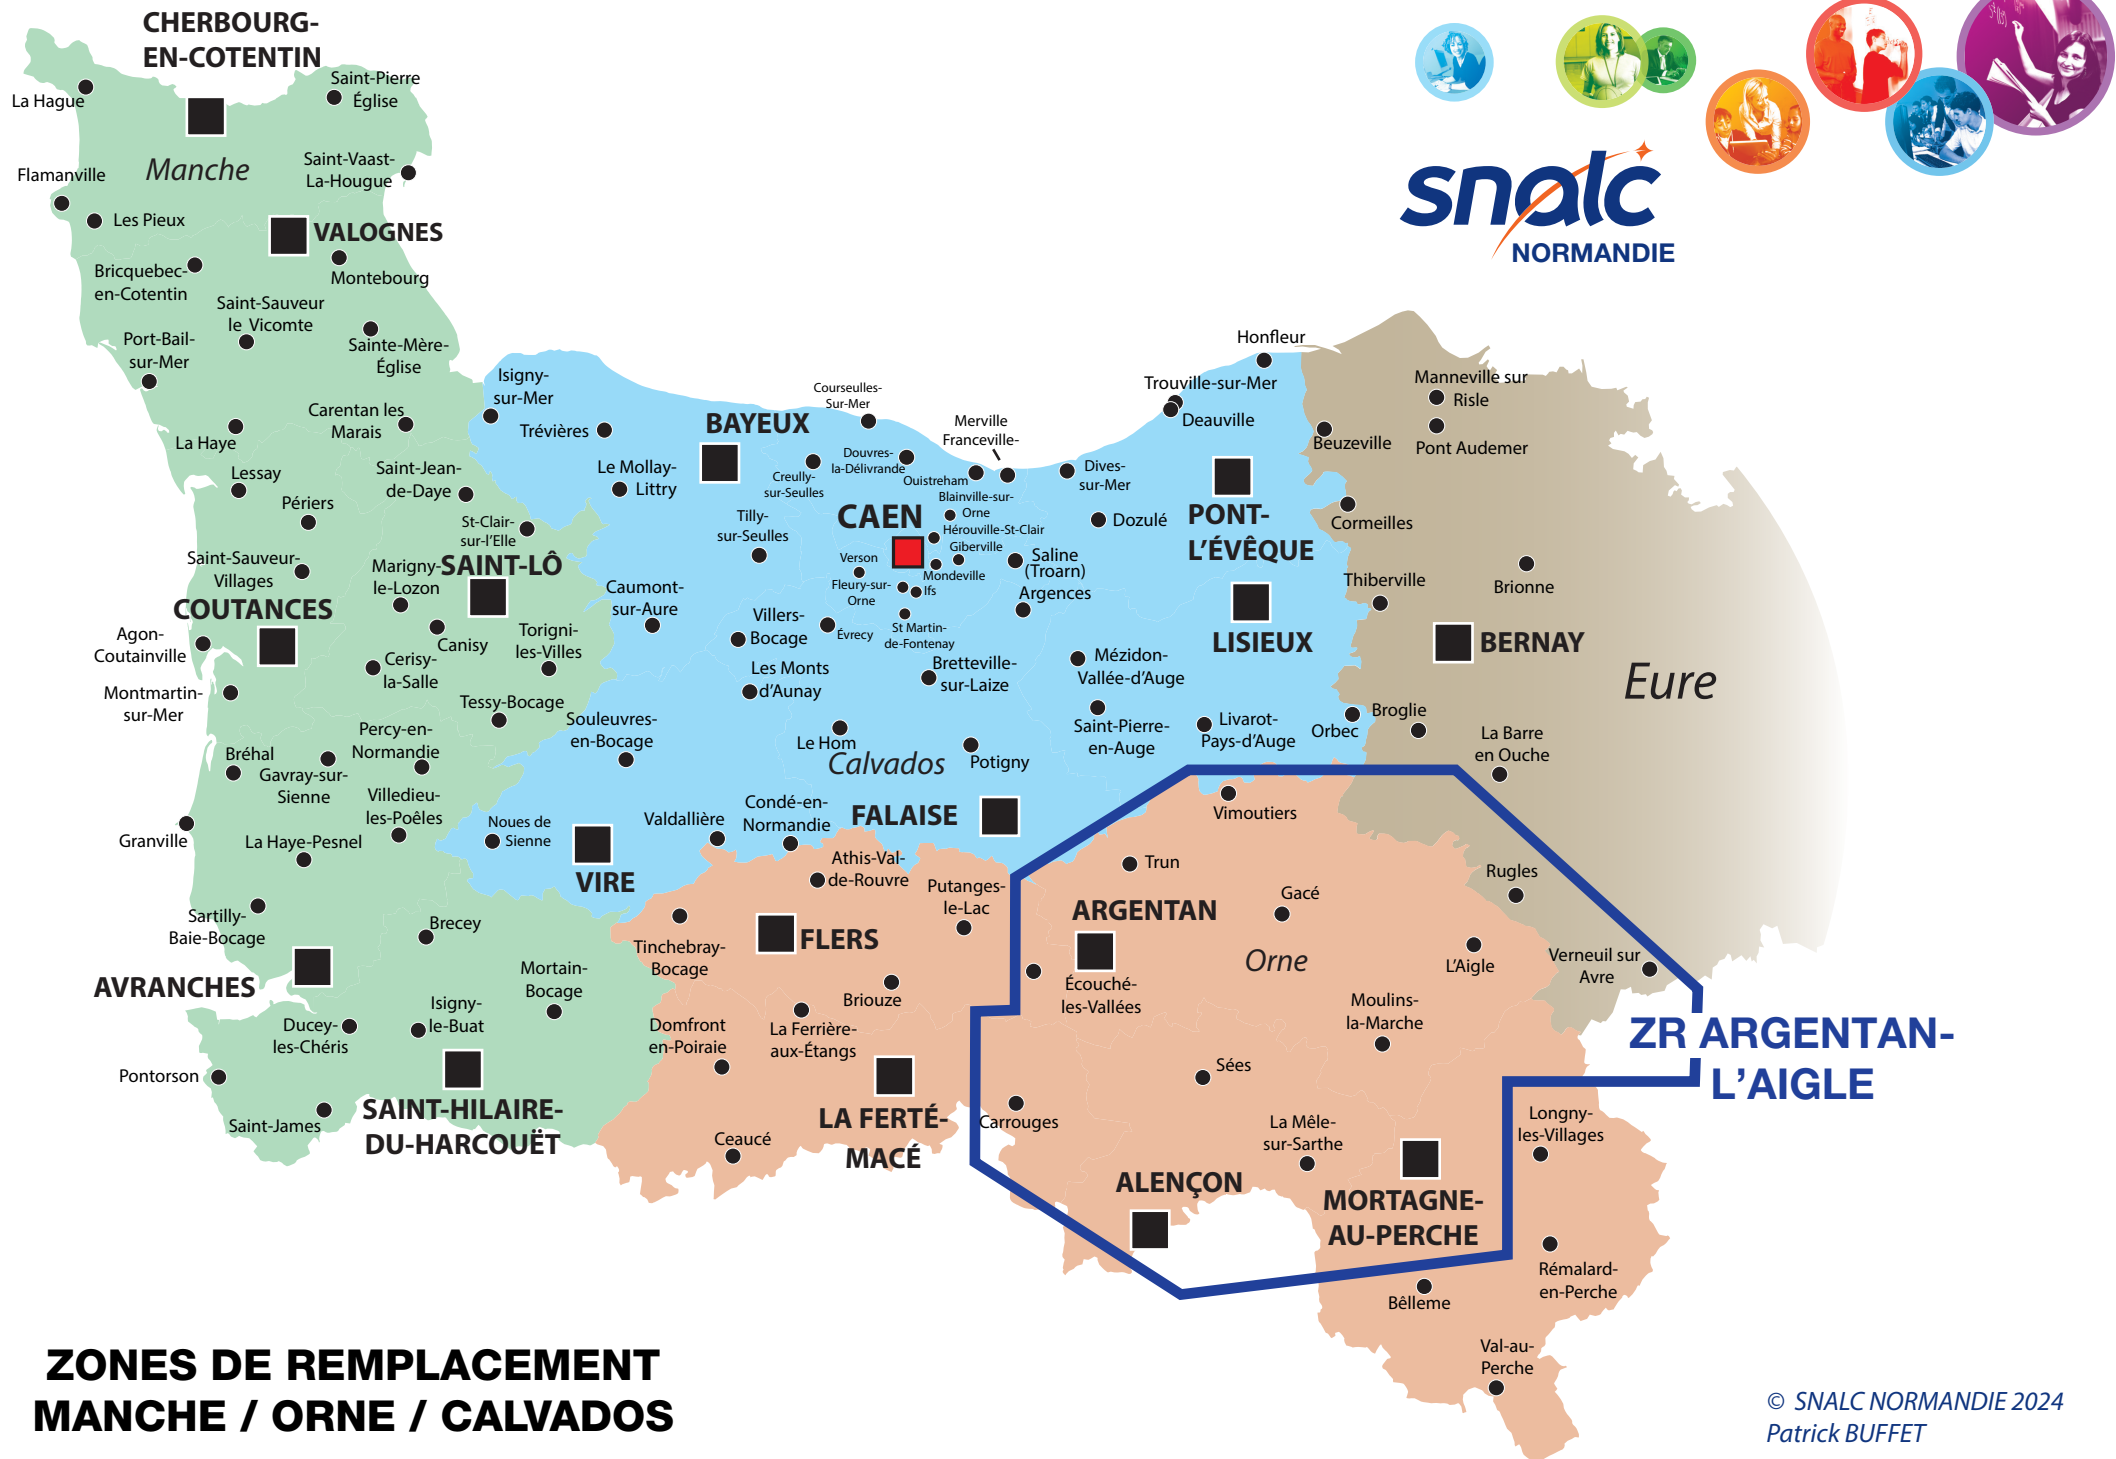 CHERBOURG-
EN-COTENTIN
La Hague
Saint-Pierre
Église
Manche
Saint-Vaast-
La-Hougue
Flamanville
Les Pieux
VALOGNES
Montebourg
Bricquebec-
en-Cotentin
Saint-Sauveur
le Vicomte
Port-Bail-
sur-Mer
Sainte-Mère-
Église
Carentan les
Marais
La Haye
Lessay
Saint-Jean-
de-Daye
Périers
St-Clair-
sur-l'Elle
Saint-Sauveur-
Villages
Marigny-
le-Lozon
SAINT-LÔ
COUTANCES
Agon-
Coutainville
Canisy
Torigni-
les-Villes
Cerisy-
la-Salle
Montmartin-
sur-Mer
Tessy-Bocage
Percy-en-
Normandie
Bréhal
Gavray-sur-
Sienne
Villedieu-
les-Poêles
Granville
La Haye-Pesnel
Sartilly-
Baie-Bocage
Brecey
AVRANCHES
Mortain-
Bocage
Isigny-
le-Buat
Ducey-
les-Chéris
Pontorson
Saint-James
SAINT-HILAIRE-
DU-HARCOUËT
snalc
NORMANDIE
Isigny-
sur-Mer
Trévières
BAYEUX
Le Mollay-
Littry
Courseulles-
Sur-Mer
Creully-
sur-Seulles
Douvres-
la-Délivrande
Merville
Franceville-
Ouistreham
Blainville-sur-
Orne
Hérouville-St-Clair
Giberville
CAEN
Tilly-
sur-Seulles
Verson
Mondeville
Fleury-sur-
Orne
Ifs
St Martin-
de-Fontenay
Saline
(Troarn)
Argences
Dives-
sur-Mer
Dozulé
Honfleur
Trouville-sur-Mer
Deauville
PONT-
L'ÉVÊQUE
LISIEUX
Caumont-
sur-Aure
Villers-
Bocage
Évrecy
Les Monts
d'Aunay
Bretteville-
sur-Laize
Mézidon-
Vallée-d'Auge
Saint-Pierre-
en-Auge
Livarot-
Pays-d'Auge
Orbec
Souleuvres-
en-Bocage
Le Hom
Calvados
Potigny
FALAISE
Condé-en-
Normandie
Valdallière
Noues de
Sienne
VIRE
Manneville sur
Risle
Beuzeville
Pont Audemer
Cormeilles
Thiberville
Brionne
BERNAY
Eure
Broglie
La Barre
en Ouche
Rugles
Verneuil sur
Avre
Athis-Val-
de-Rouvre
Putanges-
le-Lac
FLERS
Tinchebray-
Bocage
Briouze
La Ferrière-
aux-Étangs
Domfront
en-Poiraie
LA FERTÉ-
MACÉ
Ceaucé
Vimoutiers
Trun
Gacé
ARGENTAN
Orne
L'Aigle
Écouché-
les-Vallées
Moulins-
la-Marche
Sées
Carrouges
La Mêle-
sur-Sarthe
ALENÇON
MORTAGNE-
AU-PERCHE
ZR ARGENTAN-
L'AIGLE
Longny-
les-Villages
Rémalard-
en-Perche
Bêlleme
Val-au-
Perche
ZONES DE REMPLACEMENT
MANCHE / ORNE / CALVADOS
© SNALC NORMANDIE 2024
Patrick BUFFET